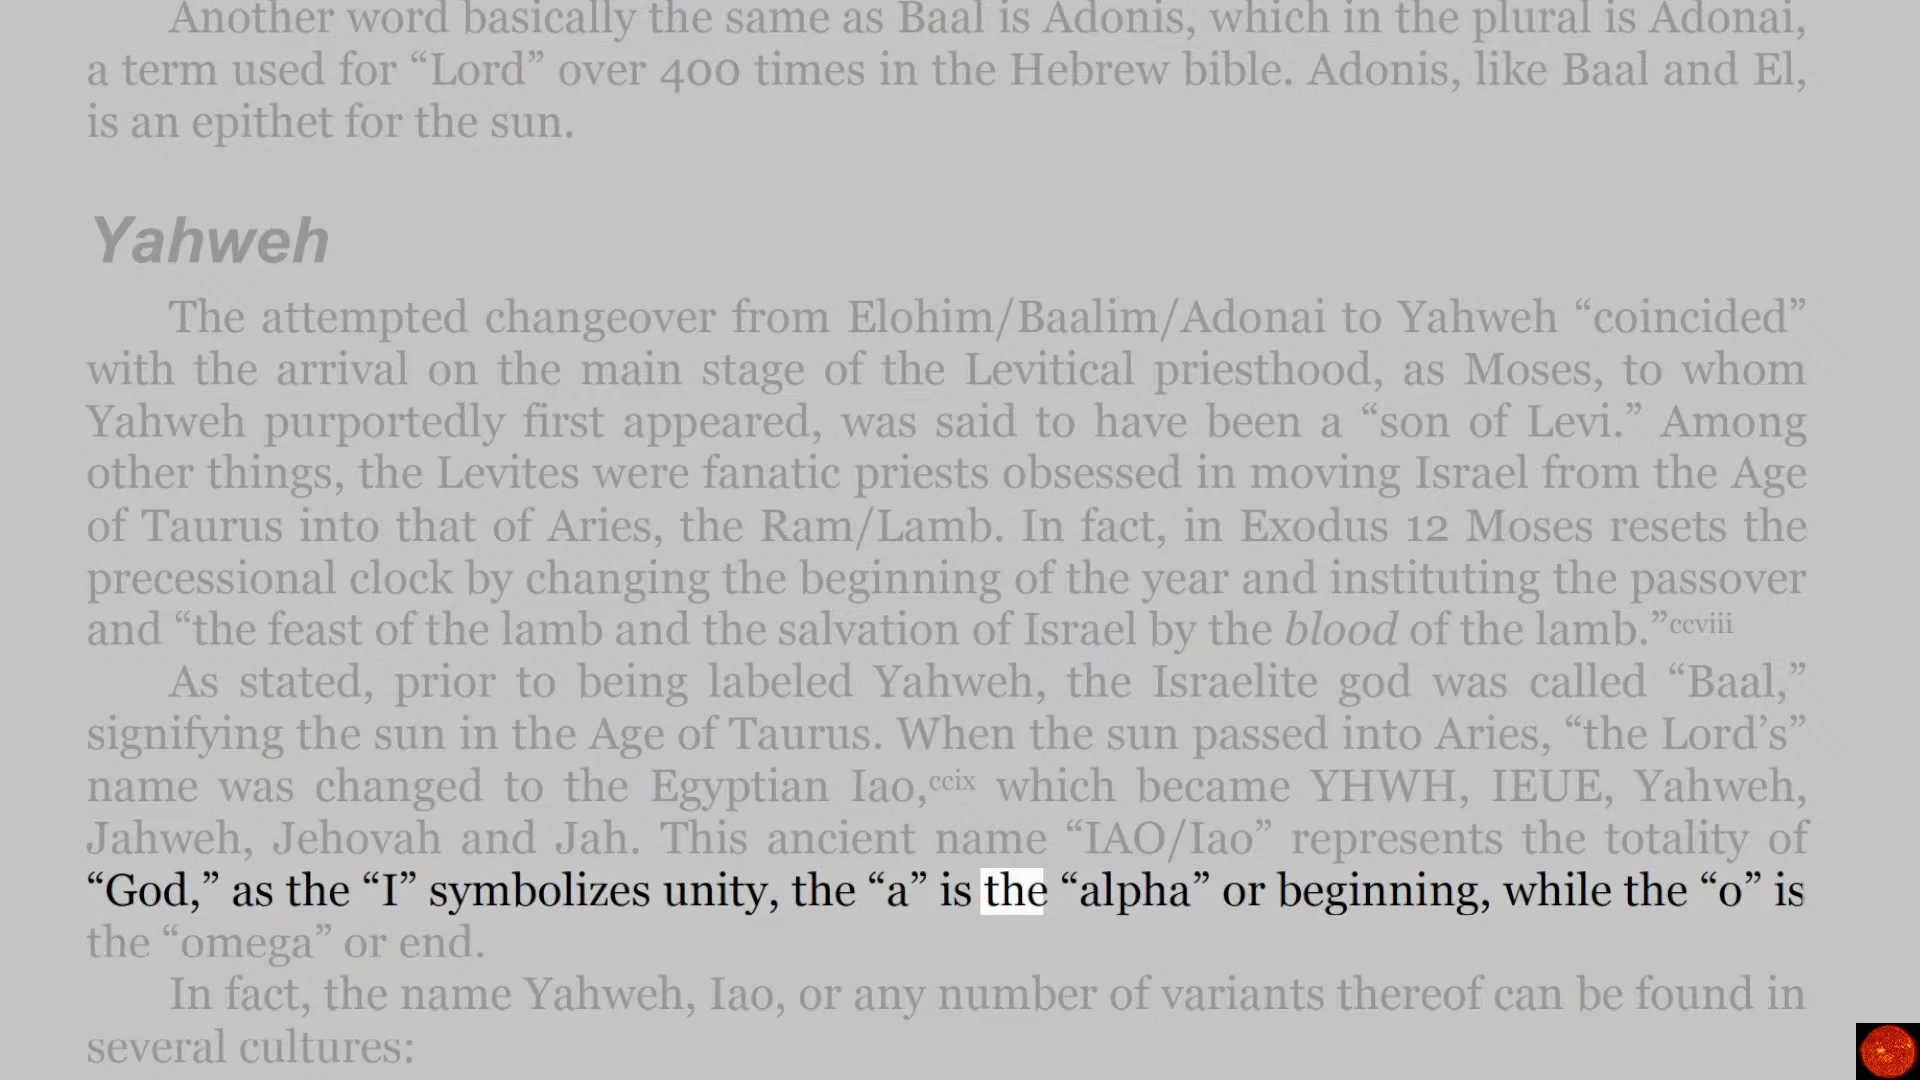 Another word basically the same as Baal is Adonis, which in the plural is Adonai,
a term used for “Lord” over 400 times in the Hebrew bible. Adonis, like Baal and El,
is an epithet for the sun.
Yahweh
The attempted changeover from Elohim/Baalim/Adonai to Yahweh “coincided”
with the arrival on the main stage of the Levitical priesthood, as Moses, to whom
Yahweh purportedly first appeared, was said to have been a “son of Levi.” Among
other things, the Levites were fanatic priests obsessed in moving Israel from the Age
of Taurus into that of Aries, the Ram/Lamb. In fact, in Exodus 12 Moses resets the
precessional clock by changing the beginning of the year and instituting the passover
and “the feast of the lamb and the salvation of Israel by the blood of the lamb.”ccviii
As stated, prior to being labeled Yahweh, the Israelite god was called “Baal,”
signifying the sun in the Age of Taurus. When the sun passed into Aries, “the Lord’s”
name was changed to the Egyptian Iao,ccix which became YHWH, IEUE, Yahweh,
Jahweh, Jehovah and Jah. This ancient name “IAO/Iao” represents the totality of
“God,” as the “I” symbolizes unity, the “a” is the “alpha” or beginning, while the “o” is
the “omega” or end.
In fact, the name Yahweh, Iao, or any number of variants thereof can be found in
several cultures: